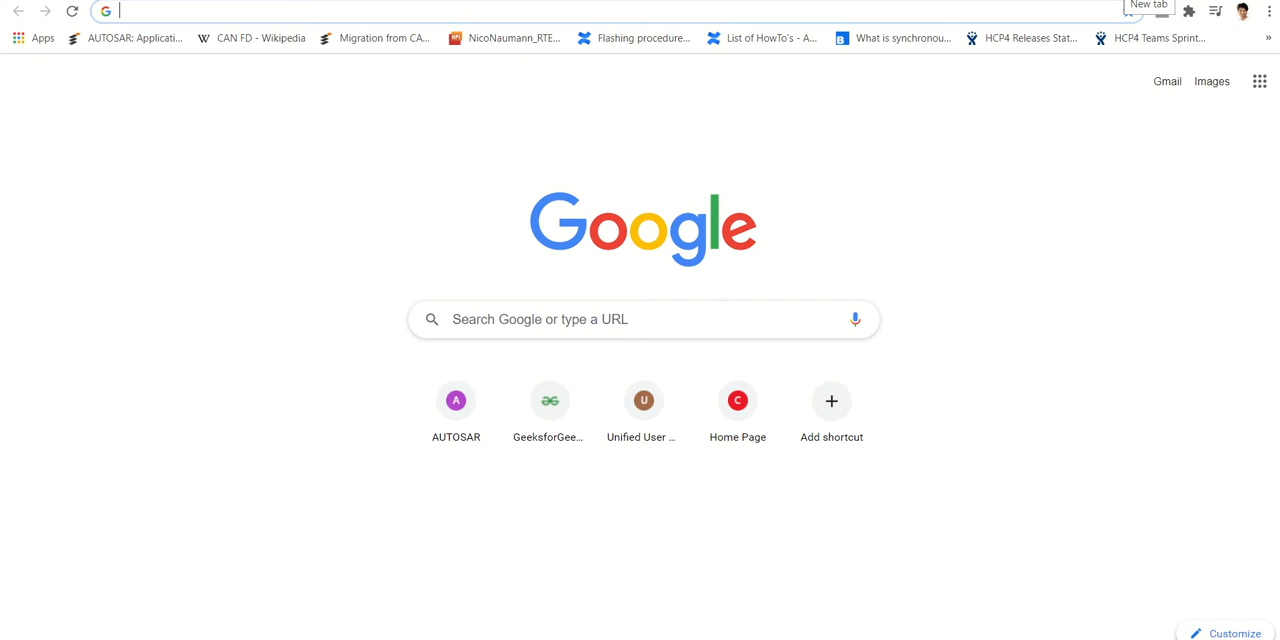 New tab
Apps AUTOSAR: Applicati... CAN FD - Wikipedia Migration from CA... NicoNaumann_RTE... Flashing procedure... List of HowTo's - A... What is synchronou... HCP4 Releases Stat... HCP4 Teams Sprint... »
Gmail Images
Google
Search Google or type a URL
A U C
AUTOSAR GeeksforGee... Unified User ... Home Page Add shortcut
Customize